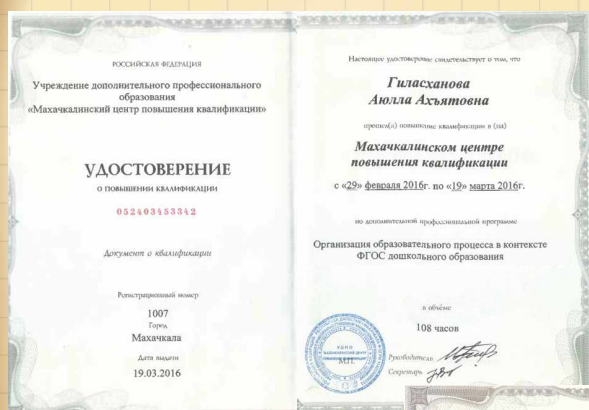 РОССИЙСКАЯ ФЕДЕРАЦИЯ
Учреждение дополнительного профессионального
образования
«Махачкалинский центр повышения квалификации»
УДОСТОВЕРЕНИЕ
О ПОВЫШЕНИИ КВАЛИФИКАЦИИ
052403453342
Документ о квалификации
Регистрационный номер
1007
Город
Махачкала
Дата выдачи
19.03.2016
Настоящее удостоверение свидетельствует о том, что
Гиласханова
Аюлла Ахъятовна
прошел(а) повышение квалификации в (на)
Махачкалинском центре
повышения квалификации
с «29» февраля 2016г. по «19» марта 2016г.
по дополнительной профессиональной программе
Организация образовательного процесса в контексте
ФГОС дошкольного образования
в объёме
108 часов
М.П.
Руководитель
Секретарь